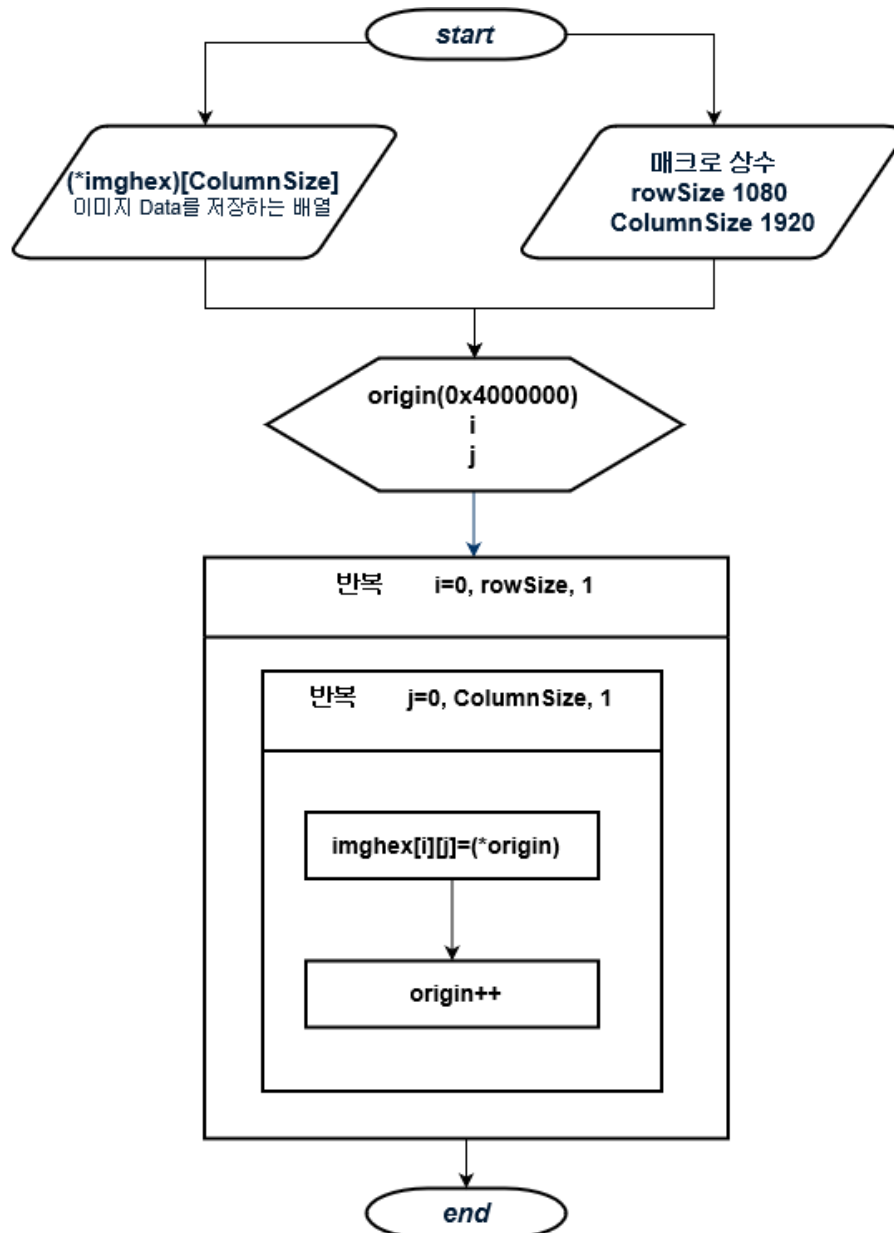 start
(*imghex)[ColumnSize]
이미지 Data를 저장하는 배열
매크로 상수
rowSize 1080
ColumnSize 1920
origin(0x4000000)
i
j
반복 i=0, rowSize, 1
반복 j=0, ColumnSize, 1
imghex[i][j]=(*origin)
origin++
end